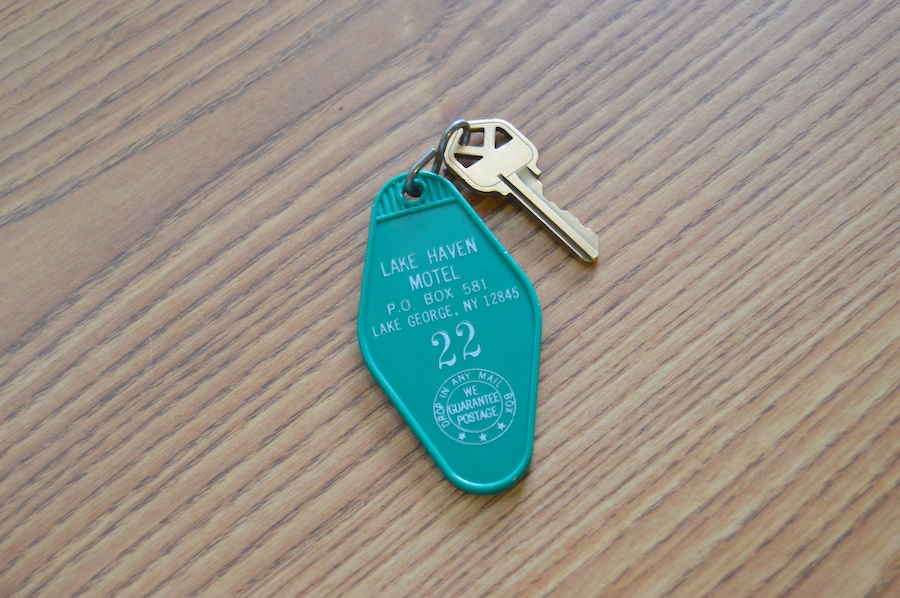 LAKE HAVEN
MOTEL
P.O BOX 581
LAKE GEORGE, NY 12845
22
DROP IN ANY MAIL BOX
WE
GUARANTEE
POSTAGE